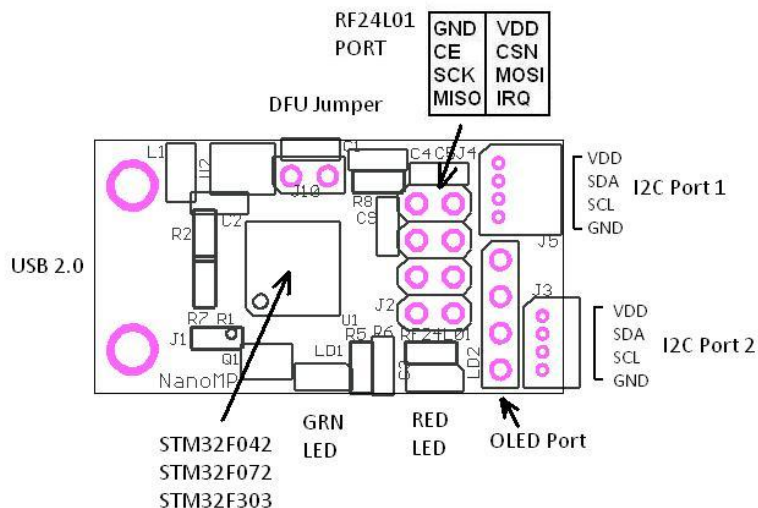 RF24L01
PORT
GND VDD
CE CSN
SCK MOSI
MISO IRQ
DFU Jumper
L1
U2
C1
C4
C5
J4
J10
R8
C2
C9
R2
VDD
SDA
SCL
GND
I2C Port 1
J5
USB 2.0
J3
J2
R7
R1
U1
J1
Q1
LD1
R5
R6
RF24L01
C3
LD2
VDD
SDA
SCL
GND
I2C Port 2
NanoMP
GRN
LED
RED
LED
OLED Port
STM32F042
STM32F072
STM32F303